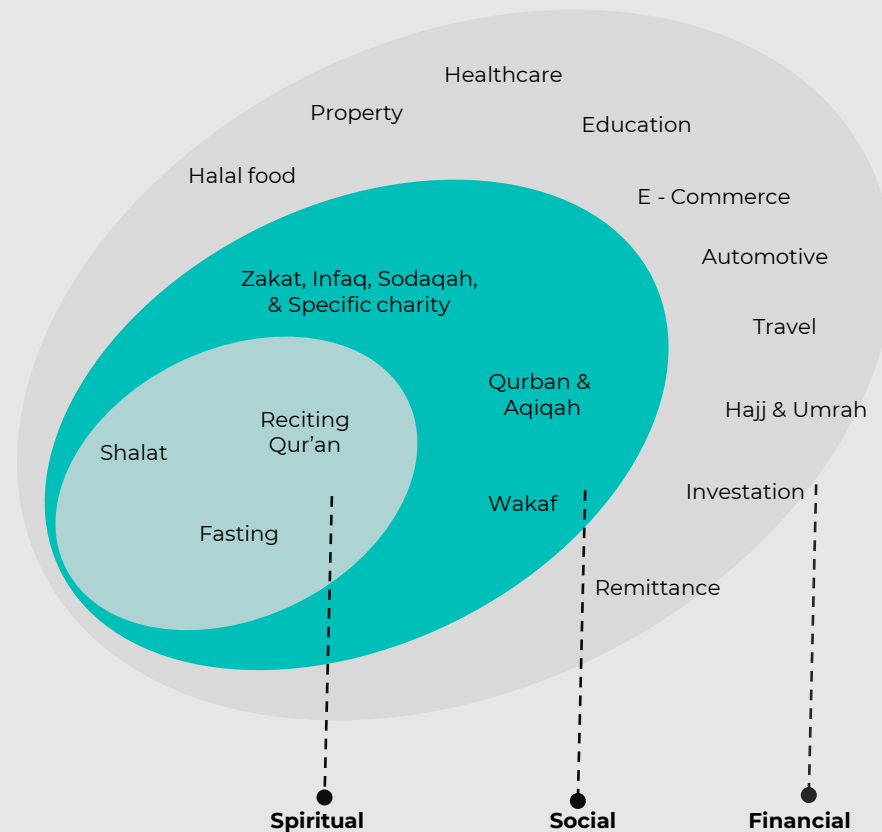 Healthcare
Property
Education
Halal food
E - Commerce
Automotive
Zakat, Infaq, Sodaqah,
& Specific charity
Travel
Qurban &
Aqiqah
Hajj & Umrah
Reciting
Qur’an
Shalat
Investation
Wakaf
Fasting
Remittance
Spiritual
Social
Financial